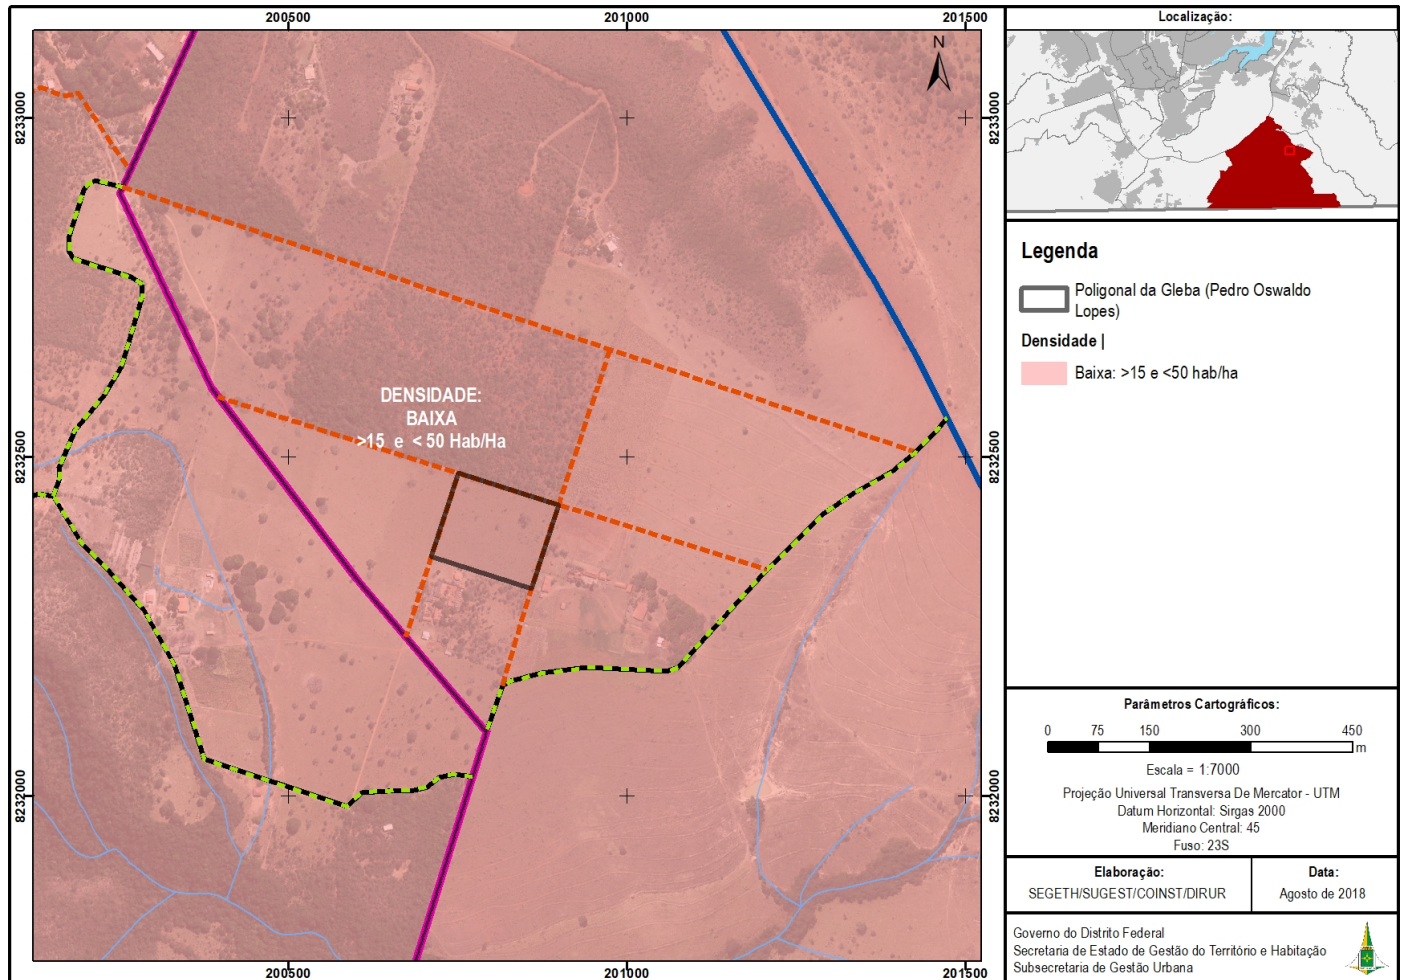 200500
201000
201500
8233000
8233000
N
DENSIDADE:
BAIXA
>15 e < 50 Hab/Ha
8232500
8232500
8232000
8232000
200500
201000
201500
Localização:
Legenda
Poligonal da Gleba (Pedro Oswaldo
Lopes)
Densidade |
Baixa: >15 e <50 hab/ha
Parâmetros Cartográficos:
0 75 150 300 450
m
Escala = 1:7000
Projeção Universal Transversa De Mercator - UTM
Datum Horizontal: Sirgas 2000
Meridiano Central: 45
Fuso: 23S
Elaboração:
SEGETH/SUGEST/COINST/DIRUR
Data:
Agosto de 2018
Governo do Distrito Federal
Secretaria de Estado de Gestão do Território e Habitação
Subsecretaria de Gestão Urbana